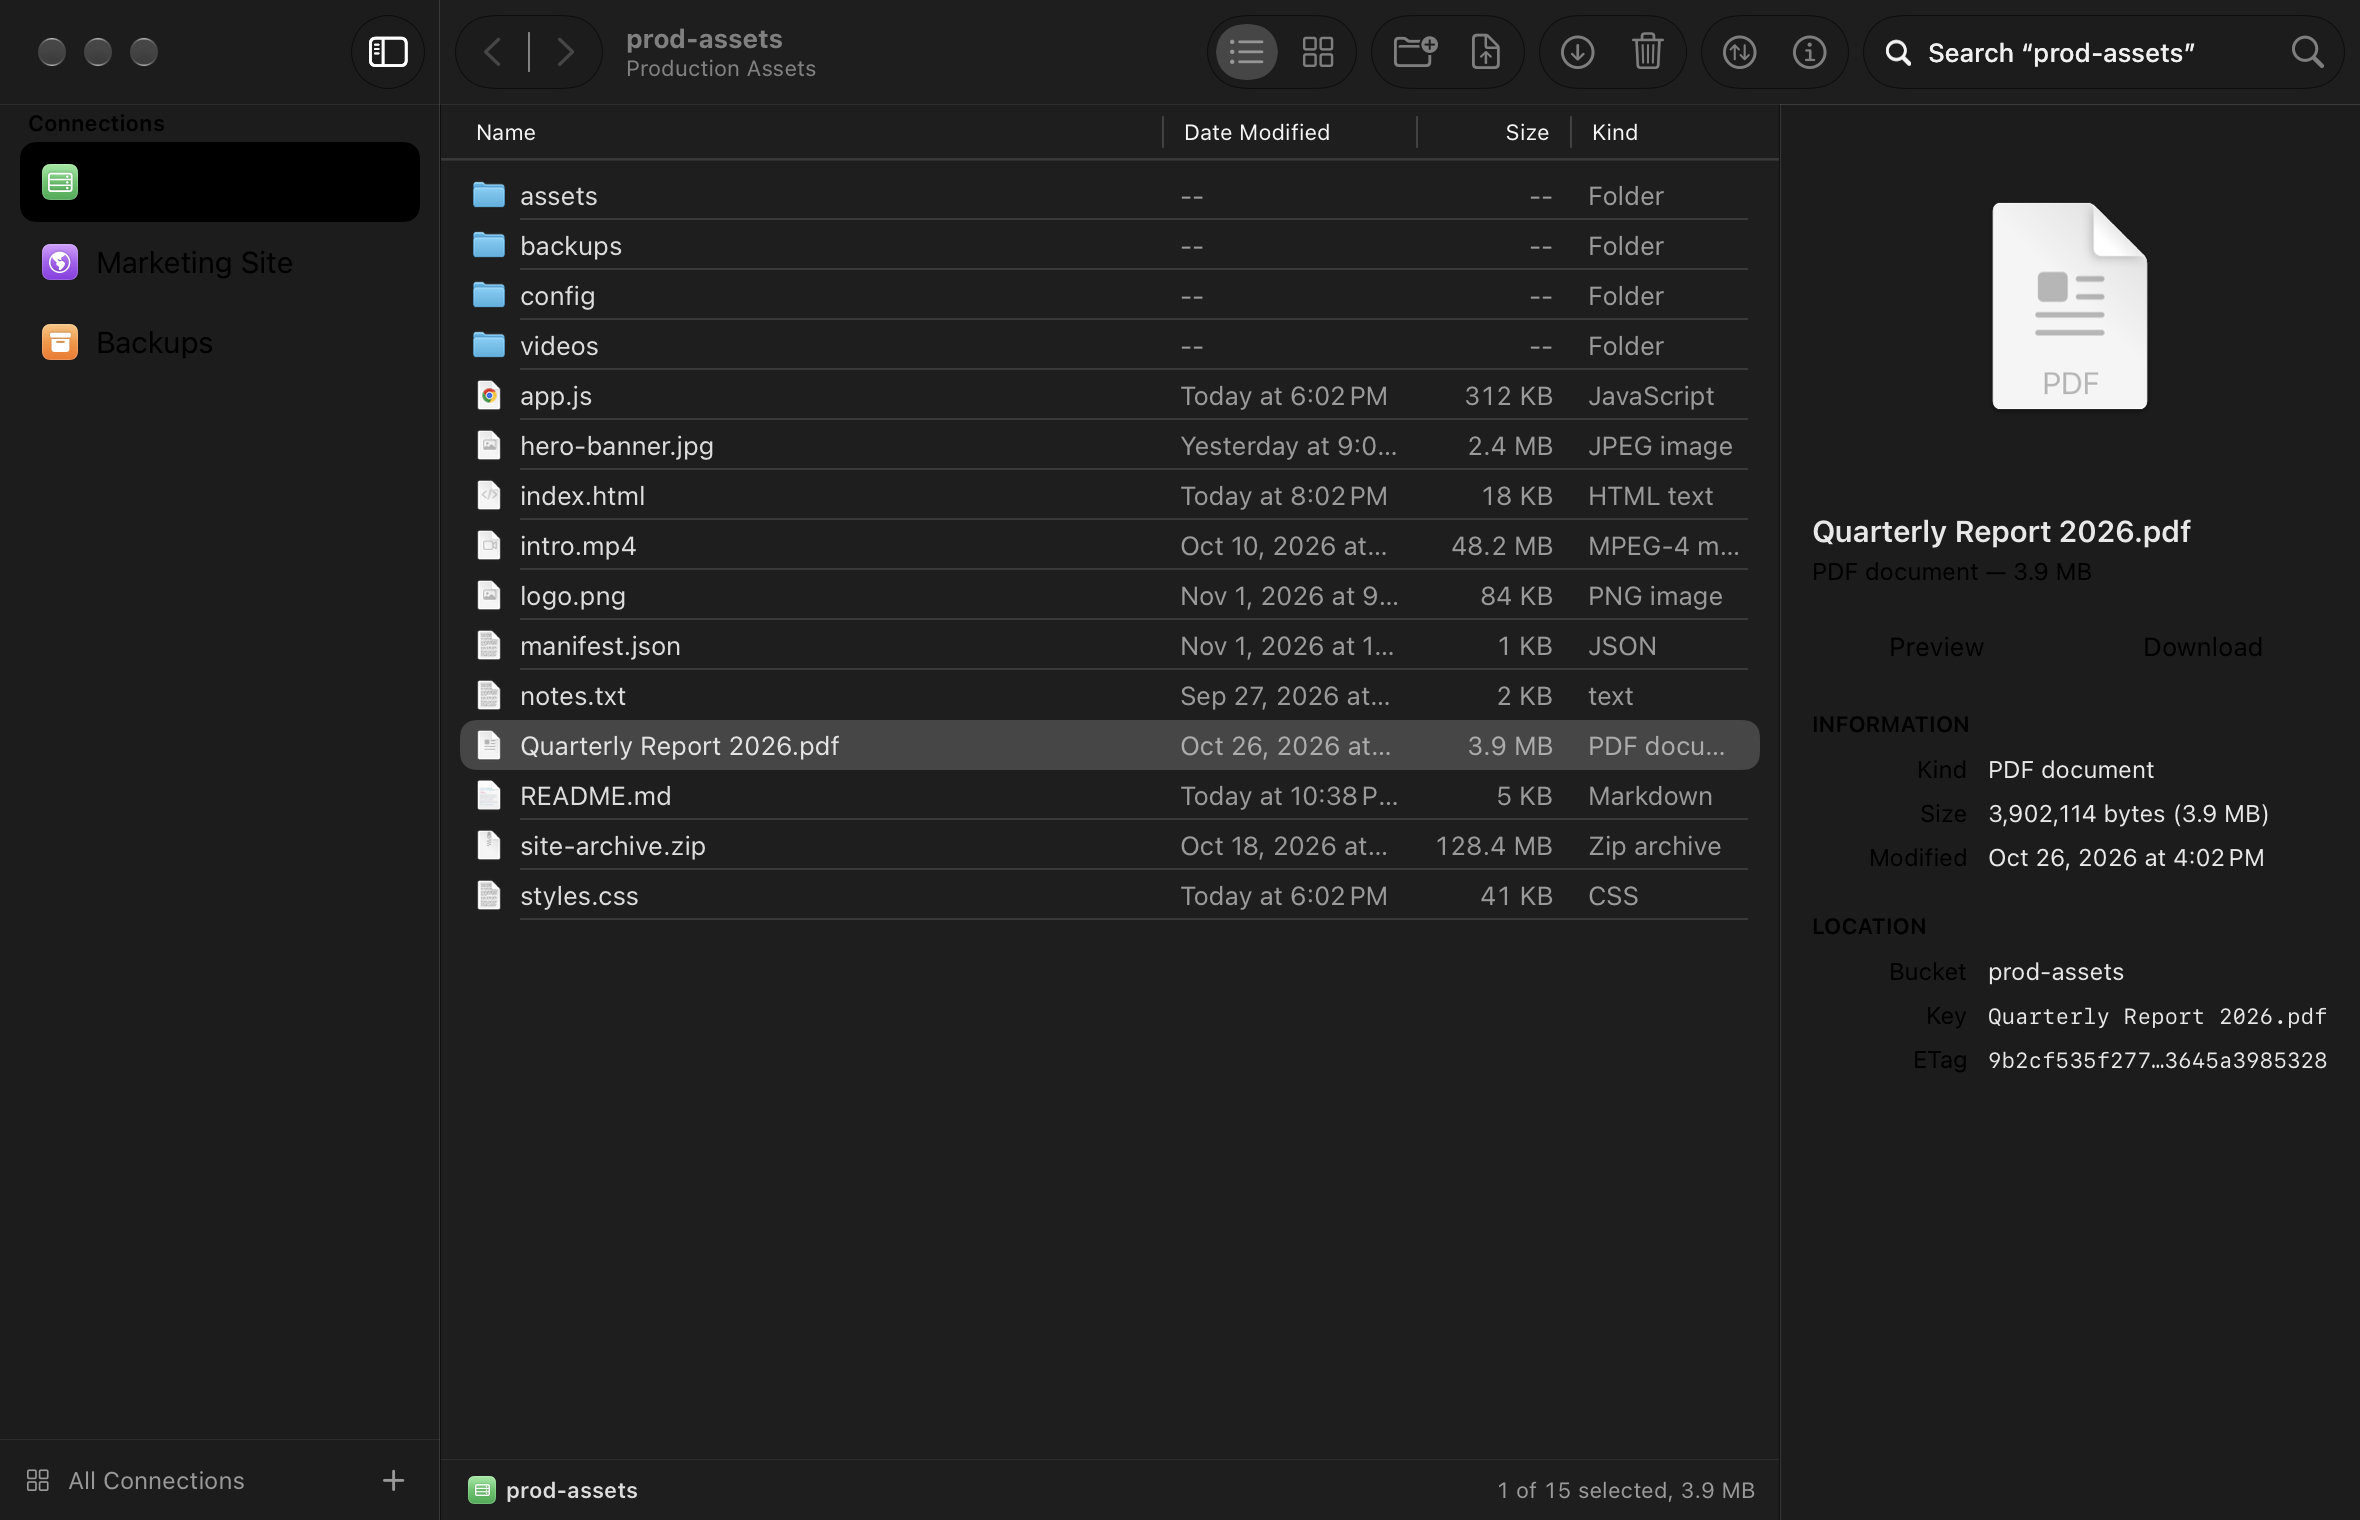 prod-assets
Production Assets
Search “prod-assets”
Connections
Marketing Site
Backups
All Connections
Name Date Modified Size Kind
assets -- -- Folder
backups -- -- Folder
config -- -- Folder
videos -- -- Folder
app.js Today at 6:02 PM 312 KB JavaScript
hero-banner.jpg Yesterday at 9:0... 2.4 MB JPEG image
index.html Today at 8:02 PM 18 KB HTML text
intro.mp4 Oct 10, 2026 at... 48.2 MB MPEG-4 m...
logo.png Nov 1, 2026 at 9... 84 KB PNG image
manifest.json Nov 1, 2026 at 1... 1 KB JSON
notes.txt Sep 27, 2026 at... 2 KB text
Quarterly Report 2026.pdf Oct 26, 2026 at... 3.9 MB PDF docu...
README.md Today at 10:38 P... 5 KB Markdown
site-archive.zip Oct 18, 2026 at... 128.4 MB Zip archive
styles.css Today at 6:02 PM 41 KB CSS
prod-assets 1 of 15 selected, 3.9 MB
PDF
Quarterly Report 2026.pdf
PDF document — 3.9 MB
Preview Download
INFORMATION
Kind PDF document
Size 3,902,114 bytes (3.9 MB)
Modified Oct 26, 2026 at 4:02 PM
LOCATION
Bucket prod-assets
Key Quarterly Report 2026.pdf
ETag 9b2cf535f277…3645a3985328